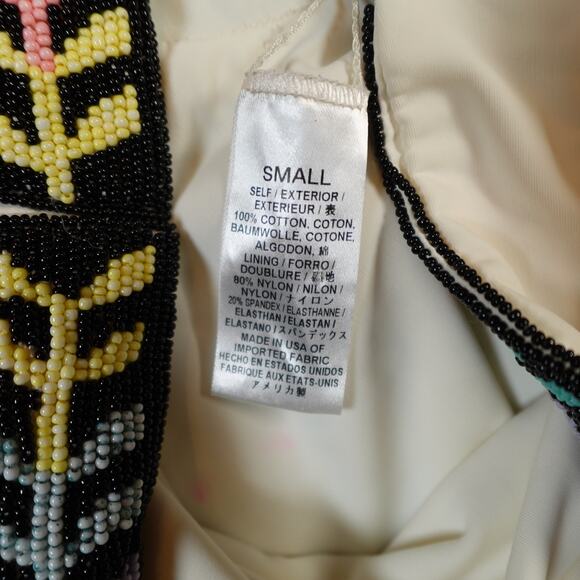 SMALL
SELF / EXTERIOR /
EXTERIEUR / 表
100% COTTON, COTON,
BAUMWOLLE, COTONE,
ALGODON, 綿
LINING / FORRO /
DOUBLURE / 裏地
80% NYLON / NILON /
NYLON / ナイロン
20% SPANDEX / ELASTHANNE /
ELASTHAN / ELASTAN /
ELASTANO / スパンデックス
MADE IN USA OF
IMPORTED FABRIC
HECHO EN ESTADOS UNIDOS
FABRIQUE AUX ETATS-UNIS
アメリカ製